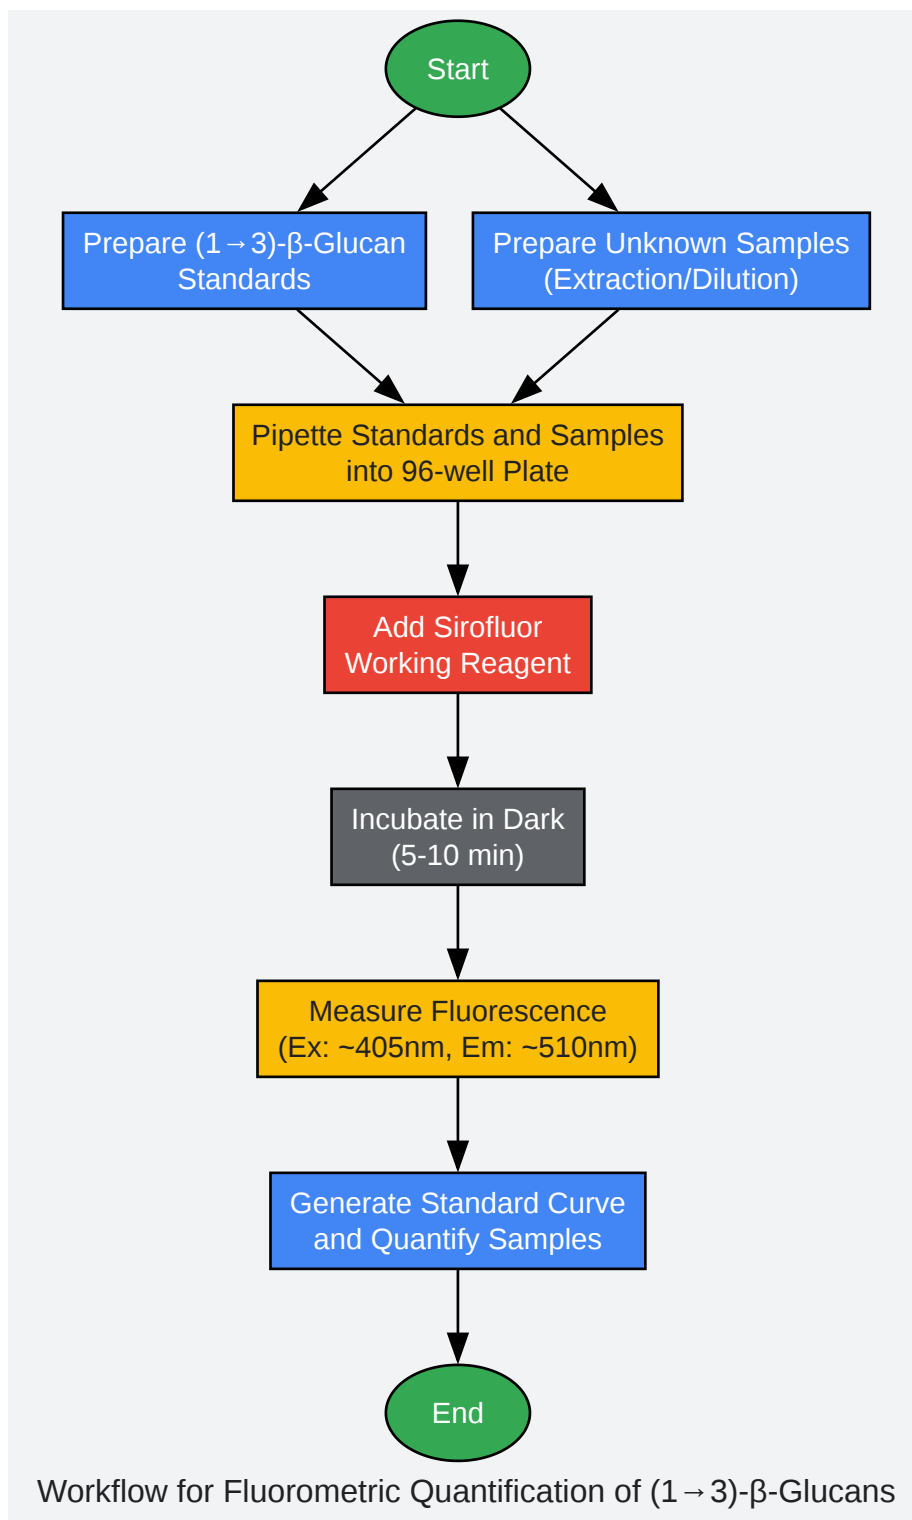 Start
Prepare (1→3)-β-Glucan
Standards
Prepare Unknown Samples
(Extraction/Dilution)
Pipette Standards and Samples
into 96-well Plate
Add Sirofluor
Working Reagent
Incubate in Dark
(5-10 min)
Measure Fluorescence
(Ex: ~405nm, Em: ~510nm)
Generate Standard Curve
and Quantify Samples
End
Workflow for Fluorometric Quantification of (1→3)-β-Glucans